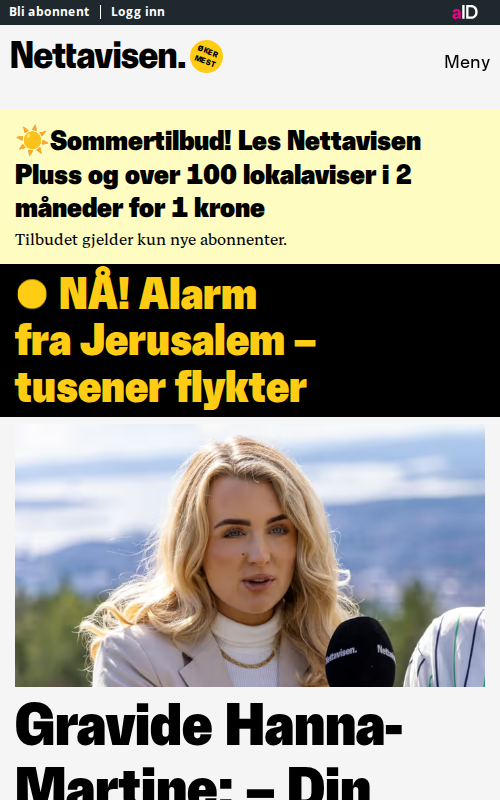 Bli abonnent
Logg inn
aID
Nettavisen.
ØKER
MEST
Meny
Sommertilbud! Les Nettavisen
Pluss og over 100 lokalaviser i 2
måneder for 1 krone
Tilbudet gjelder kun nye abonnenter.
NÅ! Alarm
fra Jerusalem –
tusener flykter
nettavisen.
Gravide Hanna-
Martine: – Din